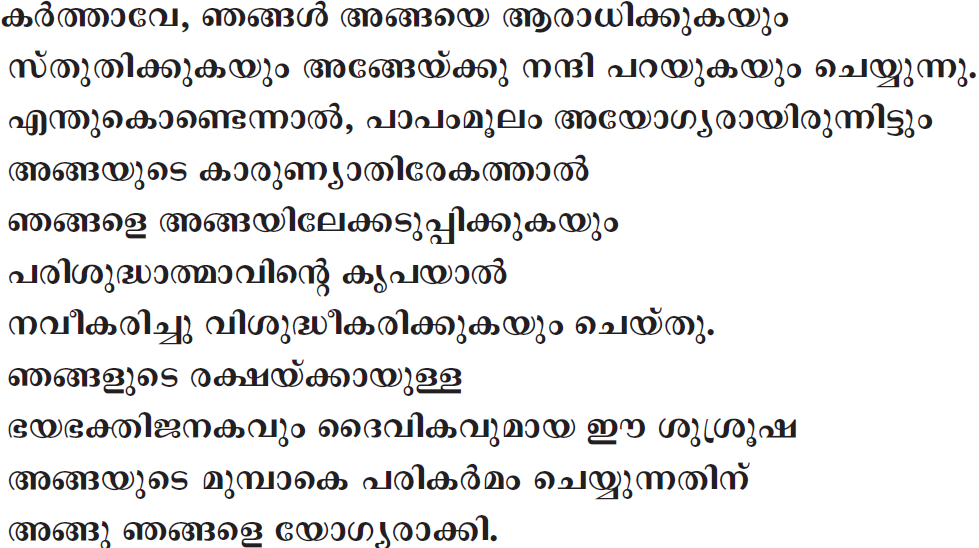 കർത്താവേ, ഞങ്ങൾ അങ്ങയെ ആരാധിക്കുകയും
സ്തുതിക്കുകയും അങ്ങേയ്ക്കു നന്ദി പറയുകയും ചെയ്യുന്നു.
എന്തുകൊണ്ടെന്നാൽ, പാപംമൂലം അയോഗ്യരായിരുന്നിട്ടും
അങ്ങയുടെ കാരുണ്യാതിരേകത്താൽ
ഞങ്ങളെ അങ്ങയിലേക്കടുപ്പിക്കുകയും
പരിശുദ്ധാത്മാവിന്റെ കൃപയാൽ
നവീകരിച്ചു വിശുദ്ധീകരിക്കുകയും ചെയ്തു.
ഞങ്ങളുടെ രക്ഷയ്ക്കായുള്ള
ഭയഭക്തിജനകവും ദൈവികവുമായ ഈ ശുശ്രൂഷ
അങ്ങയുടെ മുമ്പാകെ പരികർമം ചെയ്യുന്നതിന്
അങ്ങു ഞങ്ങളെ യോഗ്യരാക്കി.